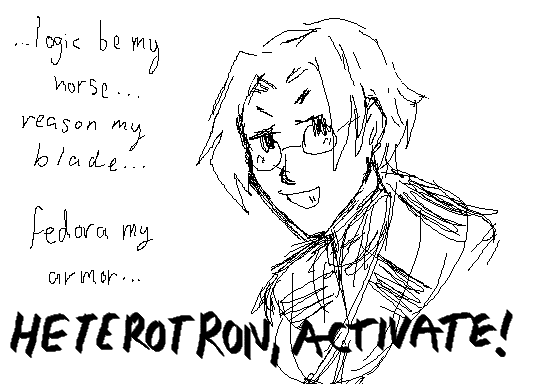 ...logic be my
horse...
reason my
blade...
fedora my
armor...
HETEROTRON, ACTIVATE!